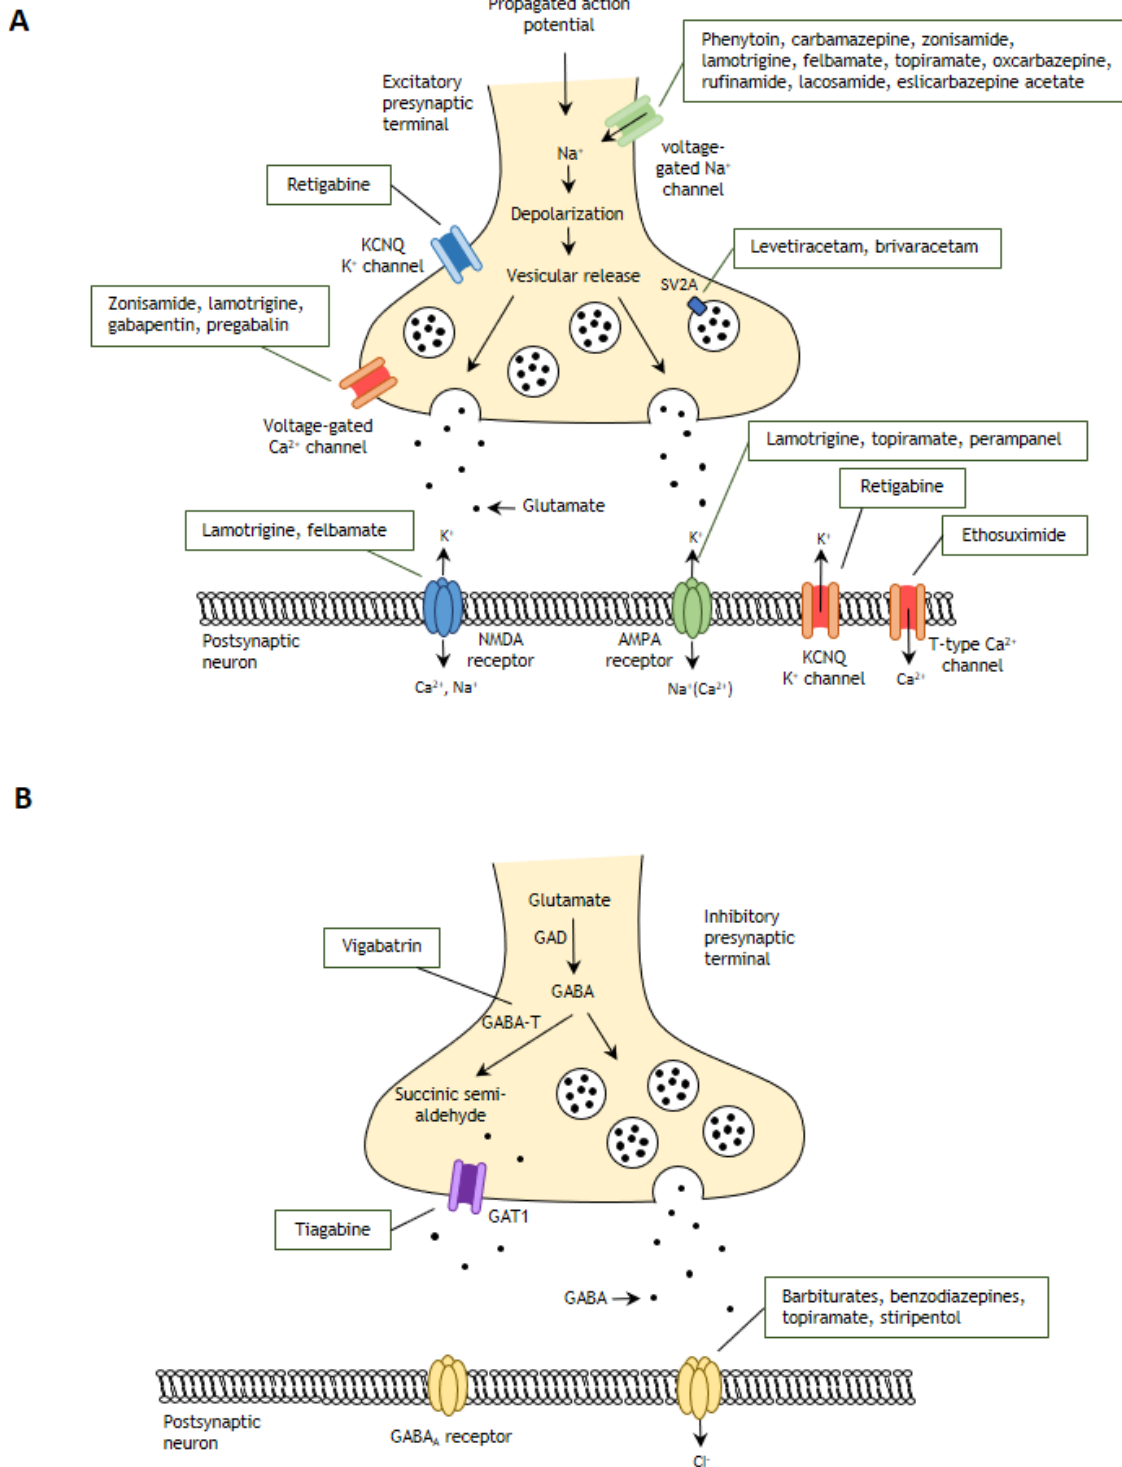 A
Propagated action
potential
Phenytoin, carbamazepine, zonisamide,
lamotrigine, felbamate, topiramate, oxcarbazepine,
rufinamide, lacosamide, eslicarbazepine acetate
Excitatory
presynaptic
terminal
Na⁺
voltage-
gated Na⁺
channel
Retigabine
Depolarization
KCNQ
K⁺ channel
Levetiracetam, brivaracetam
Vesicular release
SV2A
Zonisamide, lamotrigine,
gabapentin, pregabalin
Voltage-gated
Ca²⁺ channel
Lamotrigine, topiramate, perampanel
Retigabine
Glutamate
Lamotrigine, felbamate
Ethosuximide
K⁺
K⁺
K⁺
Postsynaptic
neuron
NMDA
receptor
AMPA
receptor
KCNQ
K⁺ channel
T-type Ca²⁺
channel
Ca²⁺, Na⁺
Na⁺(Ca²⁺)
Ca²⁺
B
Glutamate
GAD
Inhibitory
presynaptic
terminal
Vigabatrin
GABA
GABA-T
Succinic semi-
aldehyde
GAT1
Tiagabine
GABA
Barbiturates, benzodiazepines,
topiramate, stiripentol
Postsynaptic
neuron
GABAₐ receptor
Cl⁻